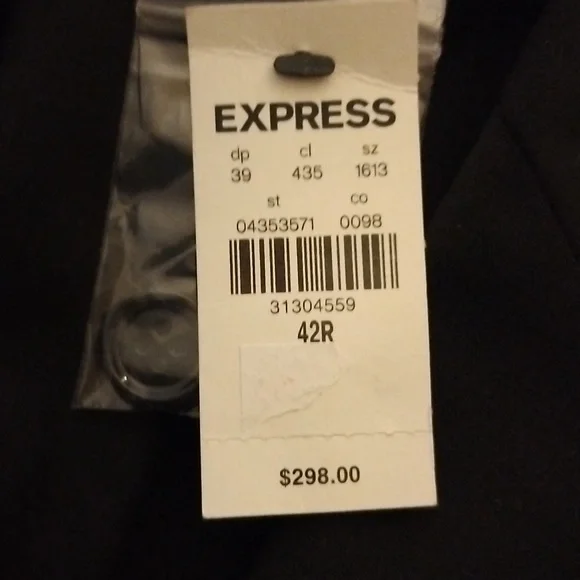 EXPRESS
dp cl sz
39 435 1613
st co
04353571 0098
31304559
42R
$298.00